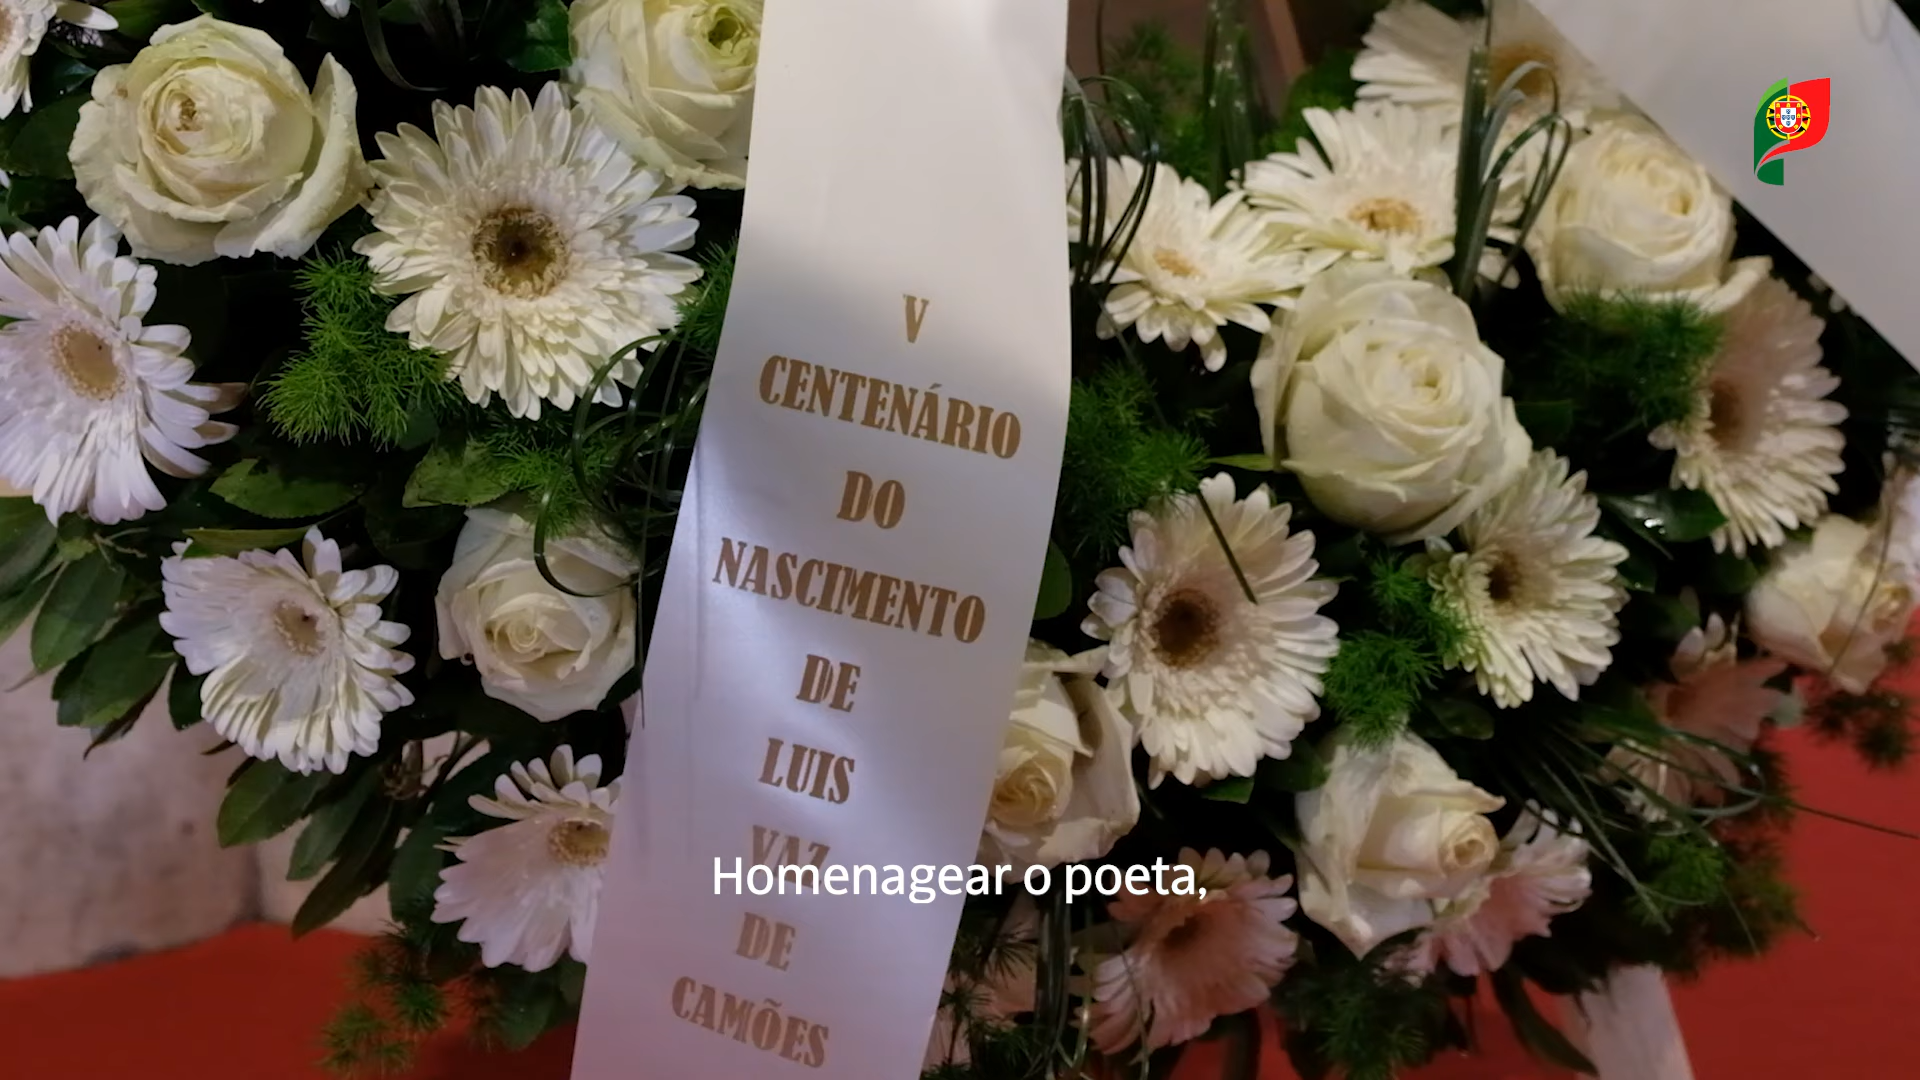 V
CENTENÁRIO
DO
NASCIMENTO
DE
LUIS
VAZ
Homenagear o poeta,
DE
CAMÕES